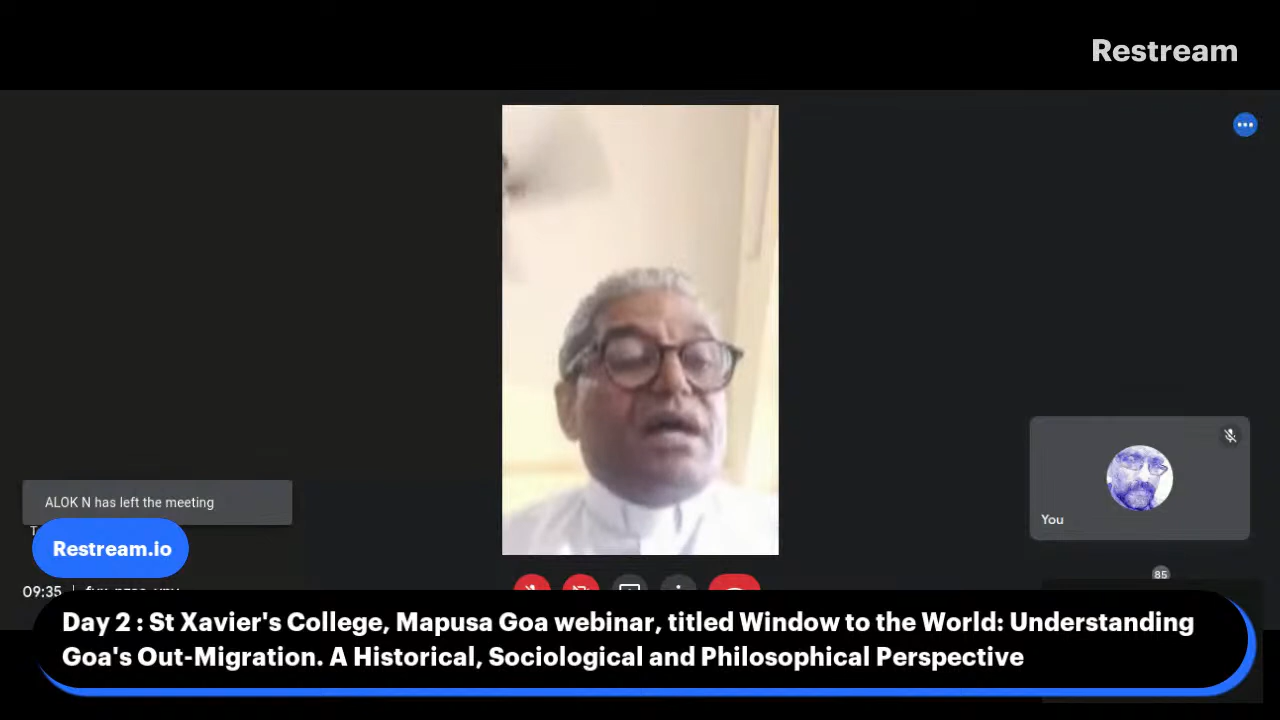 Restream
ALOK N has left the meeting
You
Restream.io
85
09:35
Day 2 : St Xavier's College, Mapusa Goa webinar, titled Window to the World: Understanding
Goa's Out-Migration. A Historical, Sociological and Philosophical Perspective